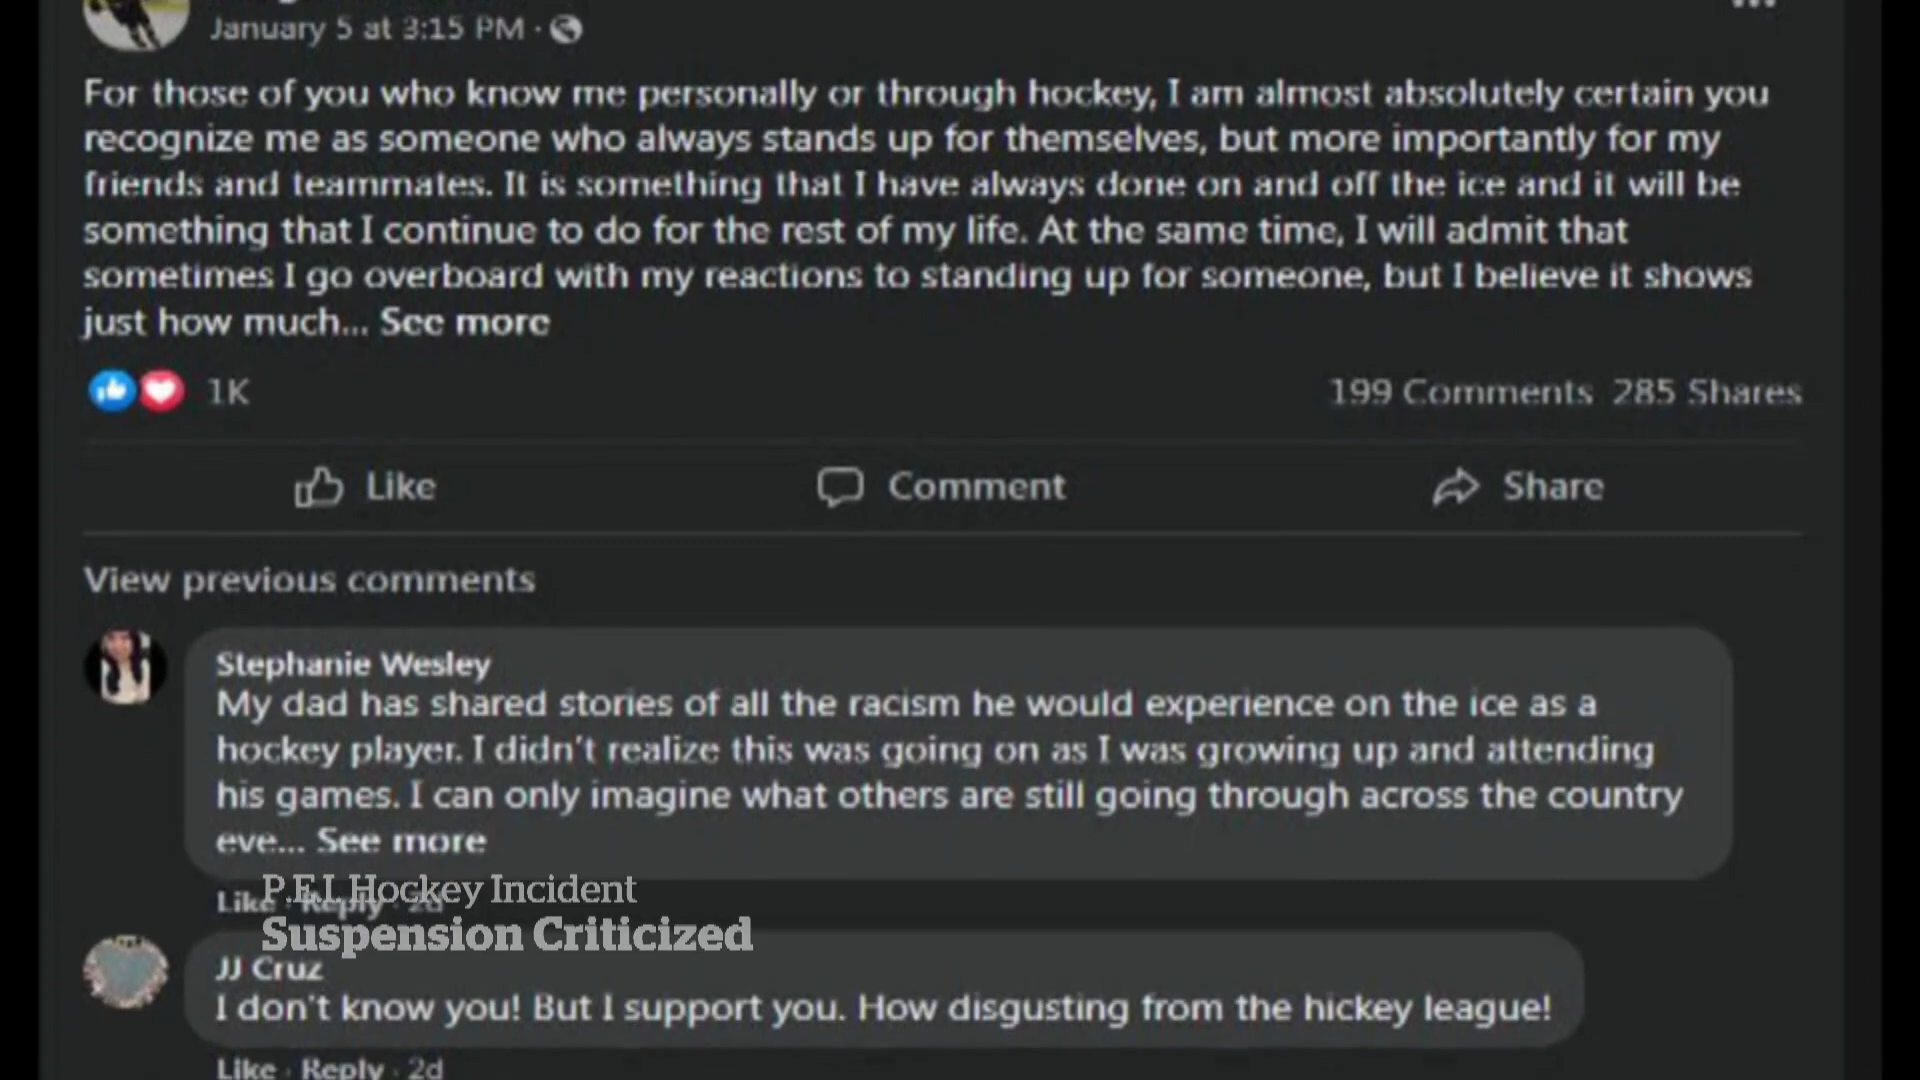 January 5 at 3:15 PM ·
For those of you who know me personally or through hockey, I am almost absolutely certain you
recognize me as someone who always stands up for themselves, but more importantly for my
friends and teammates. It is something that I have always done on and off the ice and it will be
something that I continue to do for the rest of my life. At the same time, I will admit that
sometimes I go overboard with my reactions to standing up for someone, but I believe it shows
just how much... See more
1K
199 Comments 285 Shares
Like
Comment
Share
View previous comments
Stephanie Wesley
My dad has shared stories of all the racism he would experience on the ice as a
hockey player. I didn't realize this was going on as I was growing up and attending
his games. I can only imagine what others are still going through across the country
eve... See more
Like · Reply · 2d
P.E.I. Hockey Incident
Suspension Criticized
JJ Cruz
I don't know you! But I support you. How disgusting from the hickey league!
Like · Reply · 2d